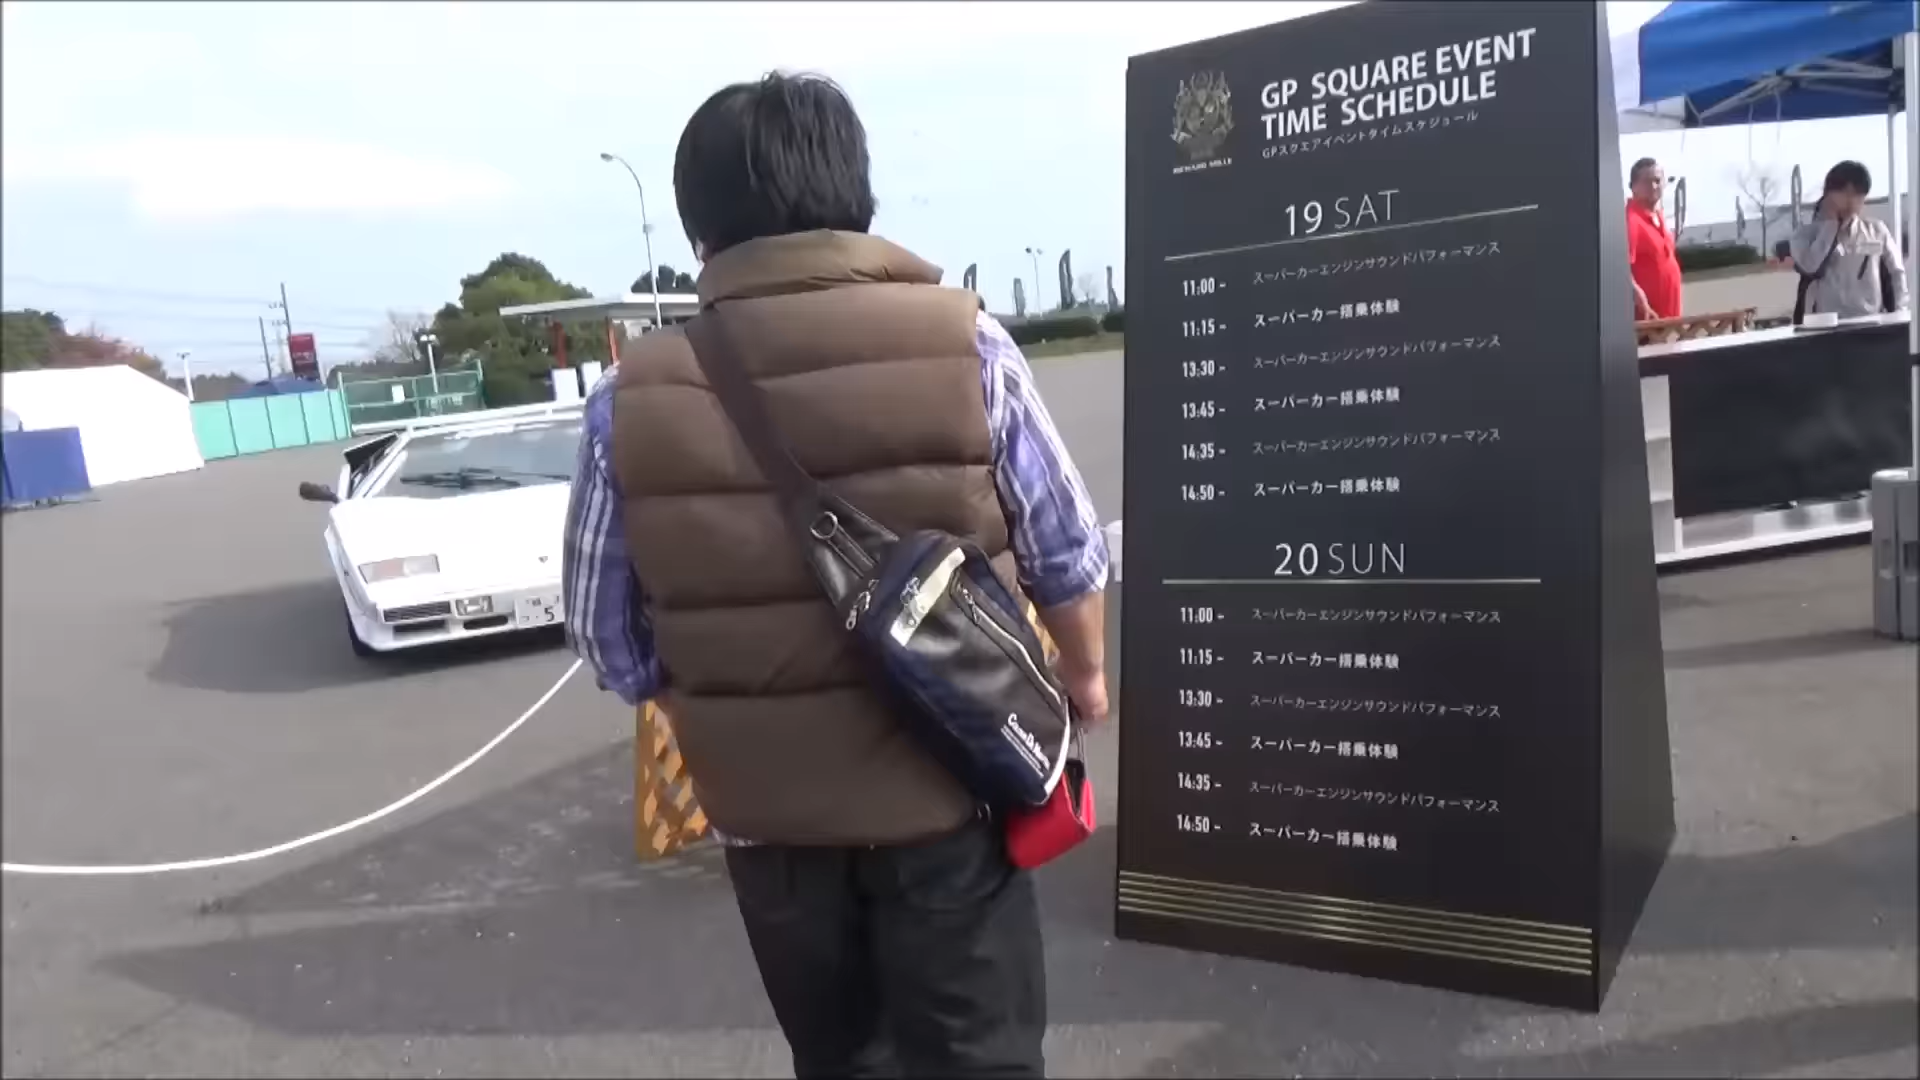 GP SQUARE EVENT
TIME SCHEDULE
GPスクエアイベントタイムスケジュール
RICHARD MILLE
19 SAT
11:00 - スーパーカーエンジンサウンドパフォーマンス
11:15 - スーパーカー搭乗体験
13:30 - スーパーカーエンジンサウンドパフォーマンス
13:45 - スーパーカー搭乗体験
14:35 - スーパーカーエンジンサウンドパフォーマンス
14:50 - スーパーカー搭乗体験
20 SUN
11:00 - スーパーカーエンジンサウンドパフォーマンス
11:15 - スーパーカー搭乗体験
13:30 - スーパーカーエンジンサウンドパフォーマンス
13:45 - スーパーカー搭乗体験
14:35 - スーパーカーエンジンサウンドパフォーマンス
14:50 - スーパーカー搭乗体験
5